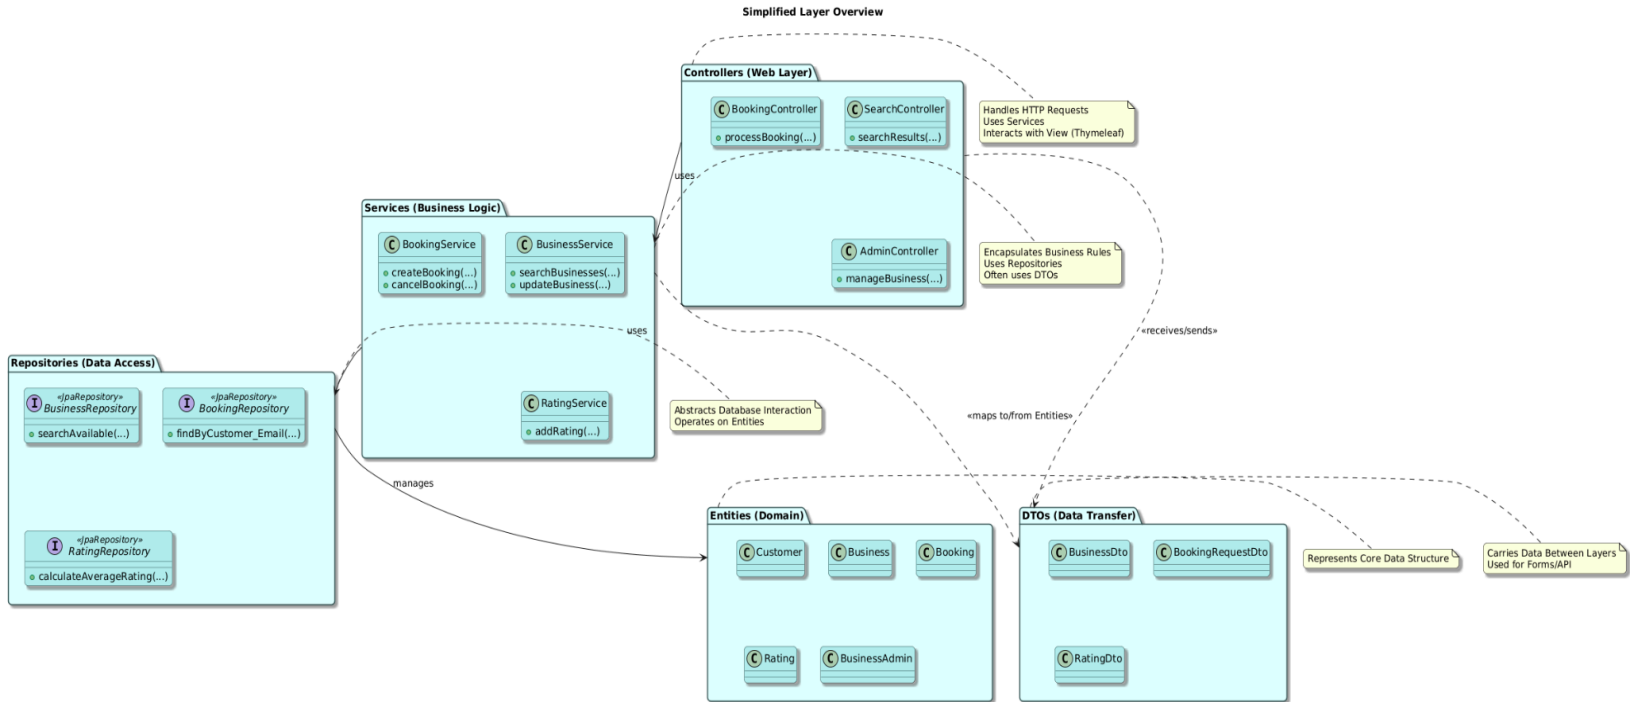 Simplified Layer Overview
Controllers (Web Layer)
C BookingController
processBooking(...)
C SearchController
searchResults(...)
C AdminController
manageBusiness(...)
Handles HTTP Requests
Uses Services
Interacts with View (Thymeleaf)
uses
Services (Business Logic)
C BookingService
createBooking(...)
cancelBooking(...)
C BusinessService
searchBusinesses(...)
updateBusiness(...)
C RatingService
addRating(...)
Encapsulates Business Rules
Uses Repositories
Often uses DTOs
uses
«receives/sends»
Repositories (Data Access)
I «JpaRepository»
BusinessRepository
searchAvailable(...)
I «JpaRepository»
BookingRepository
findByCustomer_Email(...)
I «JpaRepository»
RatingRepository
calculateAverageRating(...)
Abstracts Database Interaction
Operates on Entities
«maps to/from Entities»
manages
Entities (Domain)
C Customer
C Business
C Booking
C Rating
C BusinessAdmin
DTOs (Data Transfer)
C BusinessDto
C BookingRequestDto
C RatingDto
Represents Core Data Structure
Carries Data Between Layers
Used for Forms/API